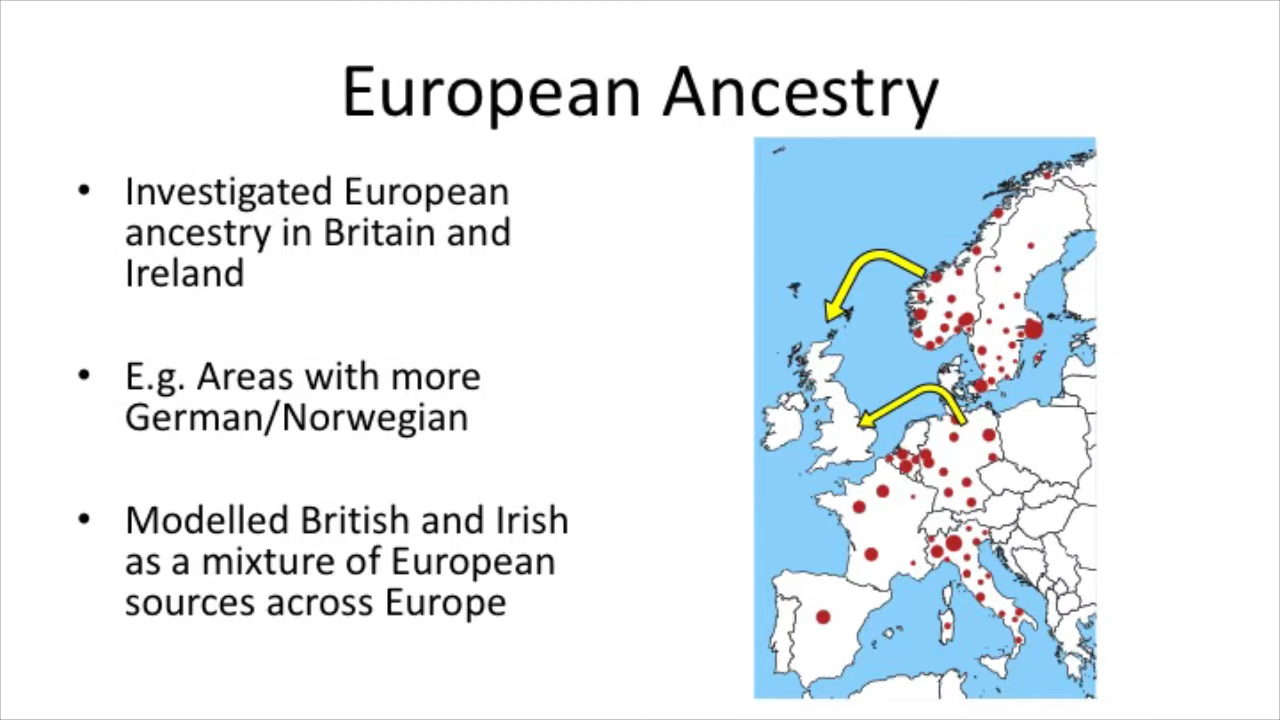 European Ancestry
• Investigated European
ancestry in Britain and
Ireland
• E.g. Areas with more
German/Norwegian
• Modelled British and Irish
as a mixture of European
sources across Europe